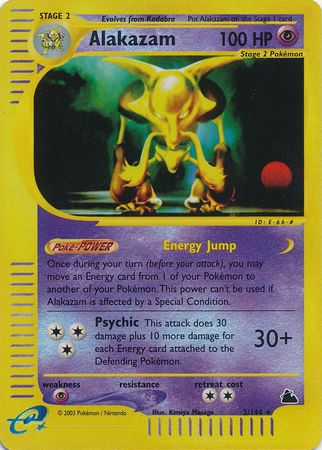 STAGE 2
Evolves from Kadabra Put Alakazam on the Stage 1 card
Alakazam 100 HP
Stage 2 Pokémon
ID: E-66-#
Poké-POWER Energy Jump
Once during your turn (before your attack), you may
move an Energy card from 1 of your Pokémon to
another of your Pokémon. This power can't be used if
Alakazam is affected by a Special Condition.
Psychic This attack does 30
damage plus 10 more damage for
each Energy card attached to the
Defending Pokémon.
30+
weakness resistance retreat cost
e
© 2003 Pokémon / Nintendo Illus. Kimiya Masago 2/144 ★